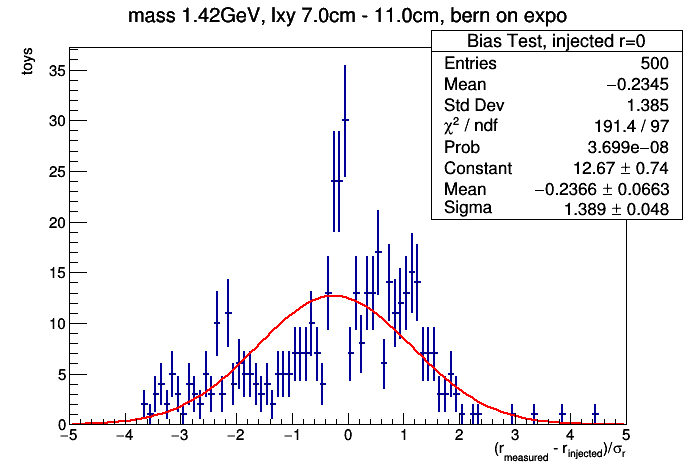 mass 1.42GeV, lxy 7.0cm - 11.0cm, bern on expo
Bias Test, injected r=0
Entries 500
Mean −0.2345
Std Dev 1.385
χ² / ndf 191.4 / 97
Prob 3.699e−08
Constant 12.67 ± 0.74
Mean −0.2366 ± 0.0663
Sigma 1.389 ± 0.048
toys
35
30
25
20
15
10
5
0
−5 −4 −3 −2 −1 0 1 2 3 4 5
(r_measured - r_injected)/σ_r